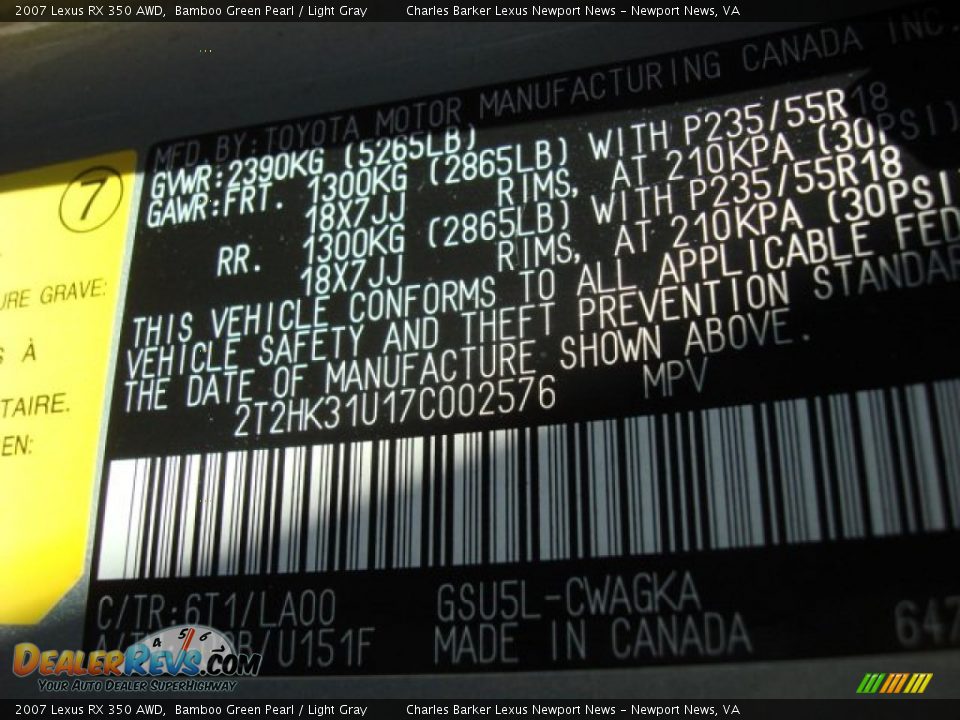 2007 Lexus RX 350 AWD, Bamboo Green Pearl / Light Gray Charles Barker Lexus Newport News - Newport News, VA
7
URE GRAVE:
S À
TAIRE.
EN:
MFD. BY: TOYOTA MOTOR MANUFACTURING CANADA INC.
GVWR: 2390KG (5265LB)
GAWR: FRT. 1300KG (2865LB) WITH P235/55R18
18X7JJ RIMS, AT 210KPA (30PSI)
RR. 1300KG (2865LB) WITH P235/55R18
18X7JJ RIMS, AT 210KPA (30PSI
THIS VEHICLE CONFORMS TO ALL APPLICABLE FED
VEHICLE SAFETY AND THEFT PREVENTION STANDAR
THE DATE OF MANUFACTURE SHOWN ABOVE.
2T2HK31U17C002576 MPV
C/TR: 6T1/LA00 GSU5L-CWAGKA 647
/U151F MADE IN CANADA
DEALERREVS.COM
YOUR AUTO DEALER SUPERHIGHWAY
2007 Lexus RX 350 AWD, Bamboo Green Pearl / Light Gray Charles Barker Lexus Newport News - Newport News, VA